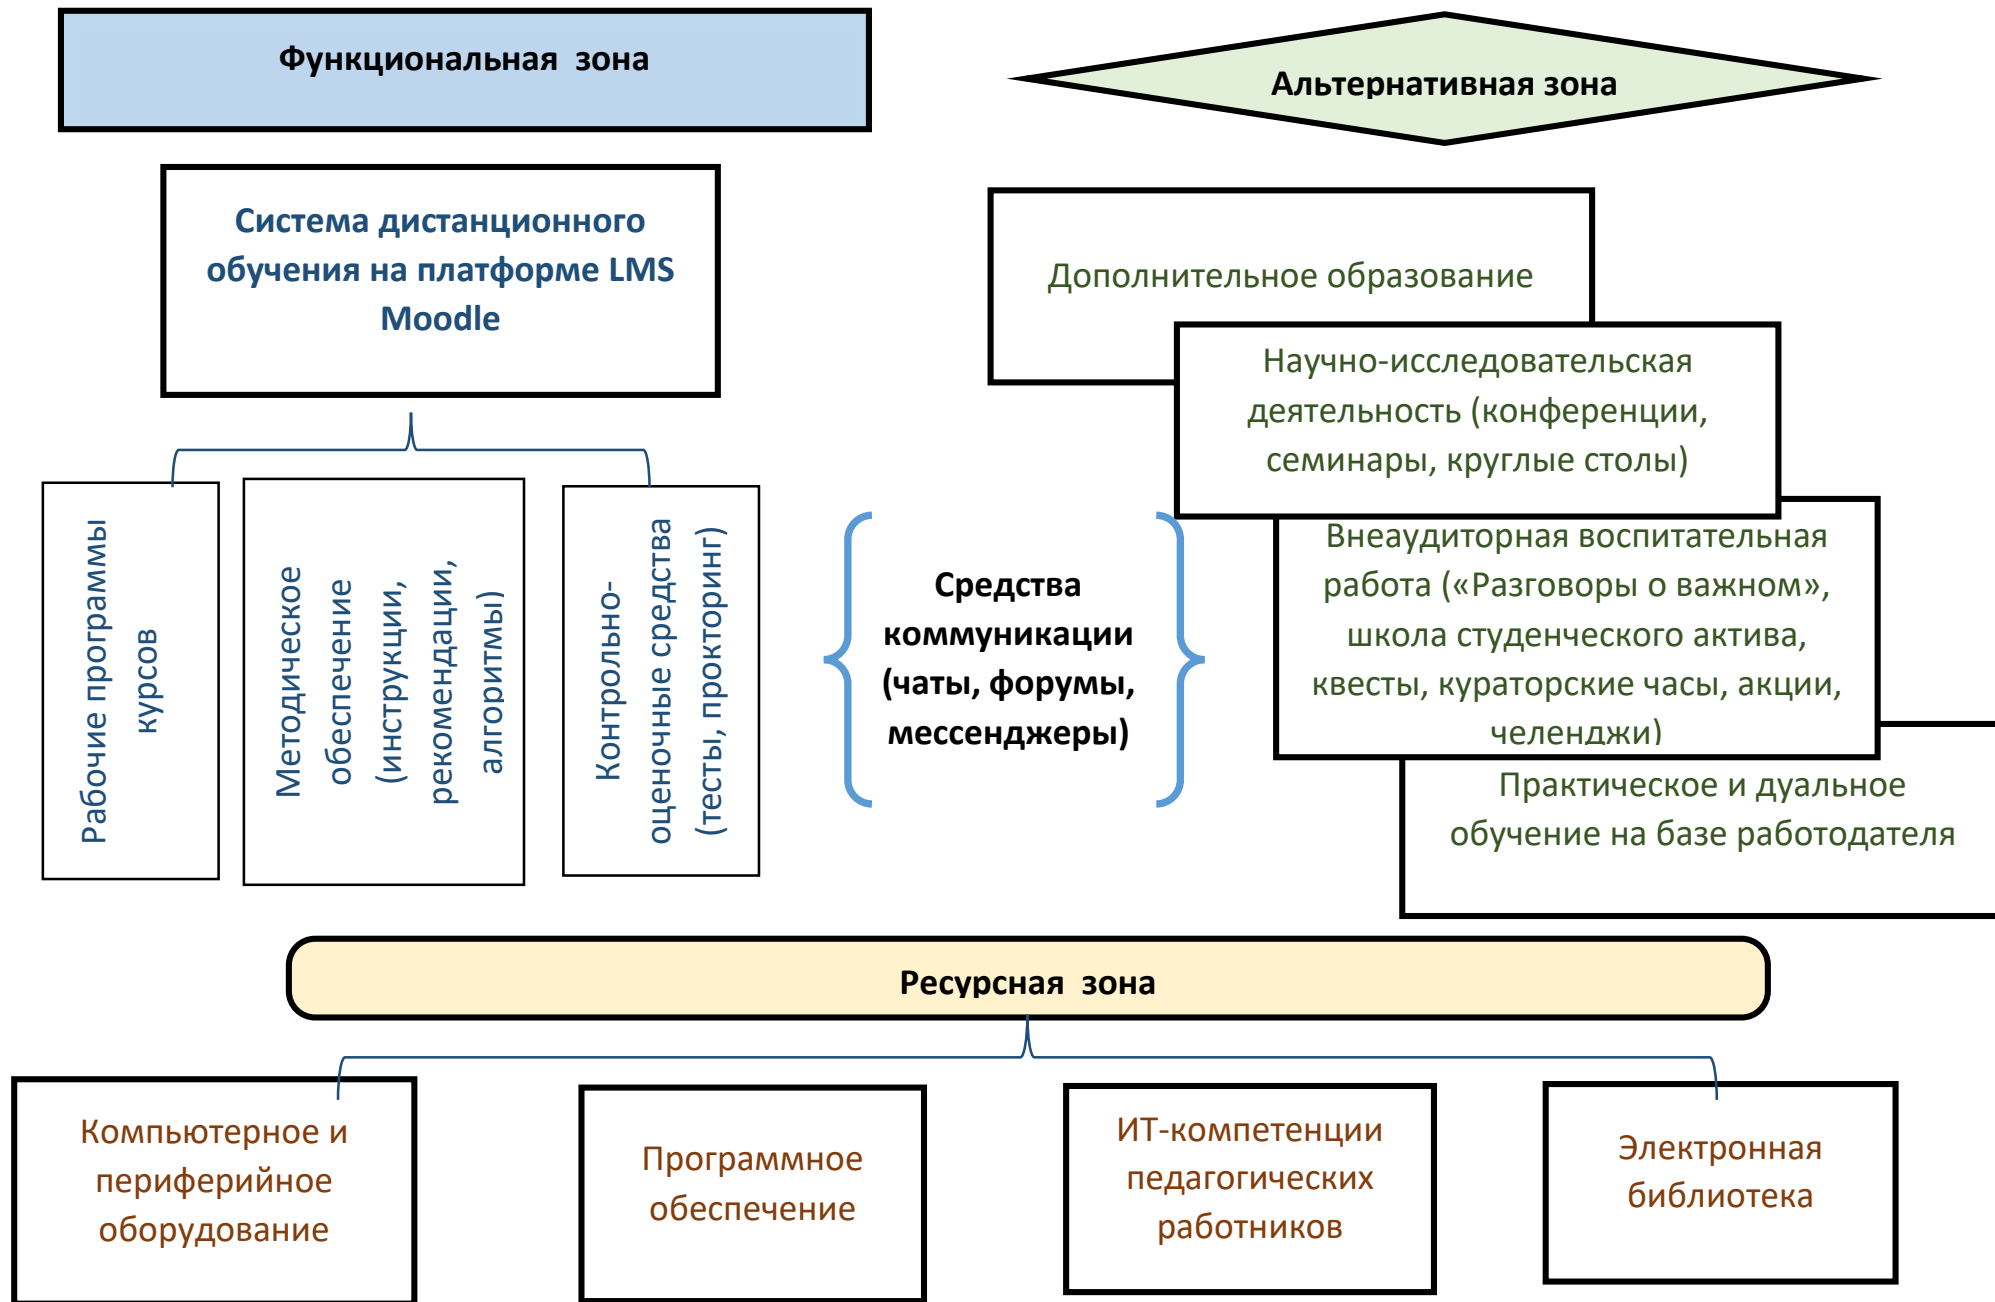 Функциональная зона
Альтернативная зона
Система дистанционного
обучения на платформе LMS
Moodle
Рабочие программы
курсов
Методическое
обеспечение
(инструкции,
рекомендации,
алгоритмы)
Контрольно-
оценочные средства
(тесты, прокторинг)
Средства
коммуникации
(чаты, форумы,
мессенджеры)
Дополнительное образование
Научно-исследовательская
деятельность (конференции,
семинары, круглые столы)
Внеаудиторная воспитательная
работа («Разговоры о важном»,
школа студенческого актива,
квесты, кураторские часы, акции,
челенджи)
Практическое и дуальное
обучение на базе работодателя
Ресурсная зона
Компьютерное и
периферийное
оборудование
Программное
обеспечение
ИТ-компетенции
педагогических
работников
Электронная
библиотека